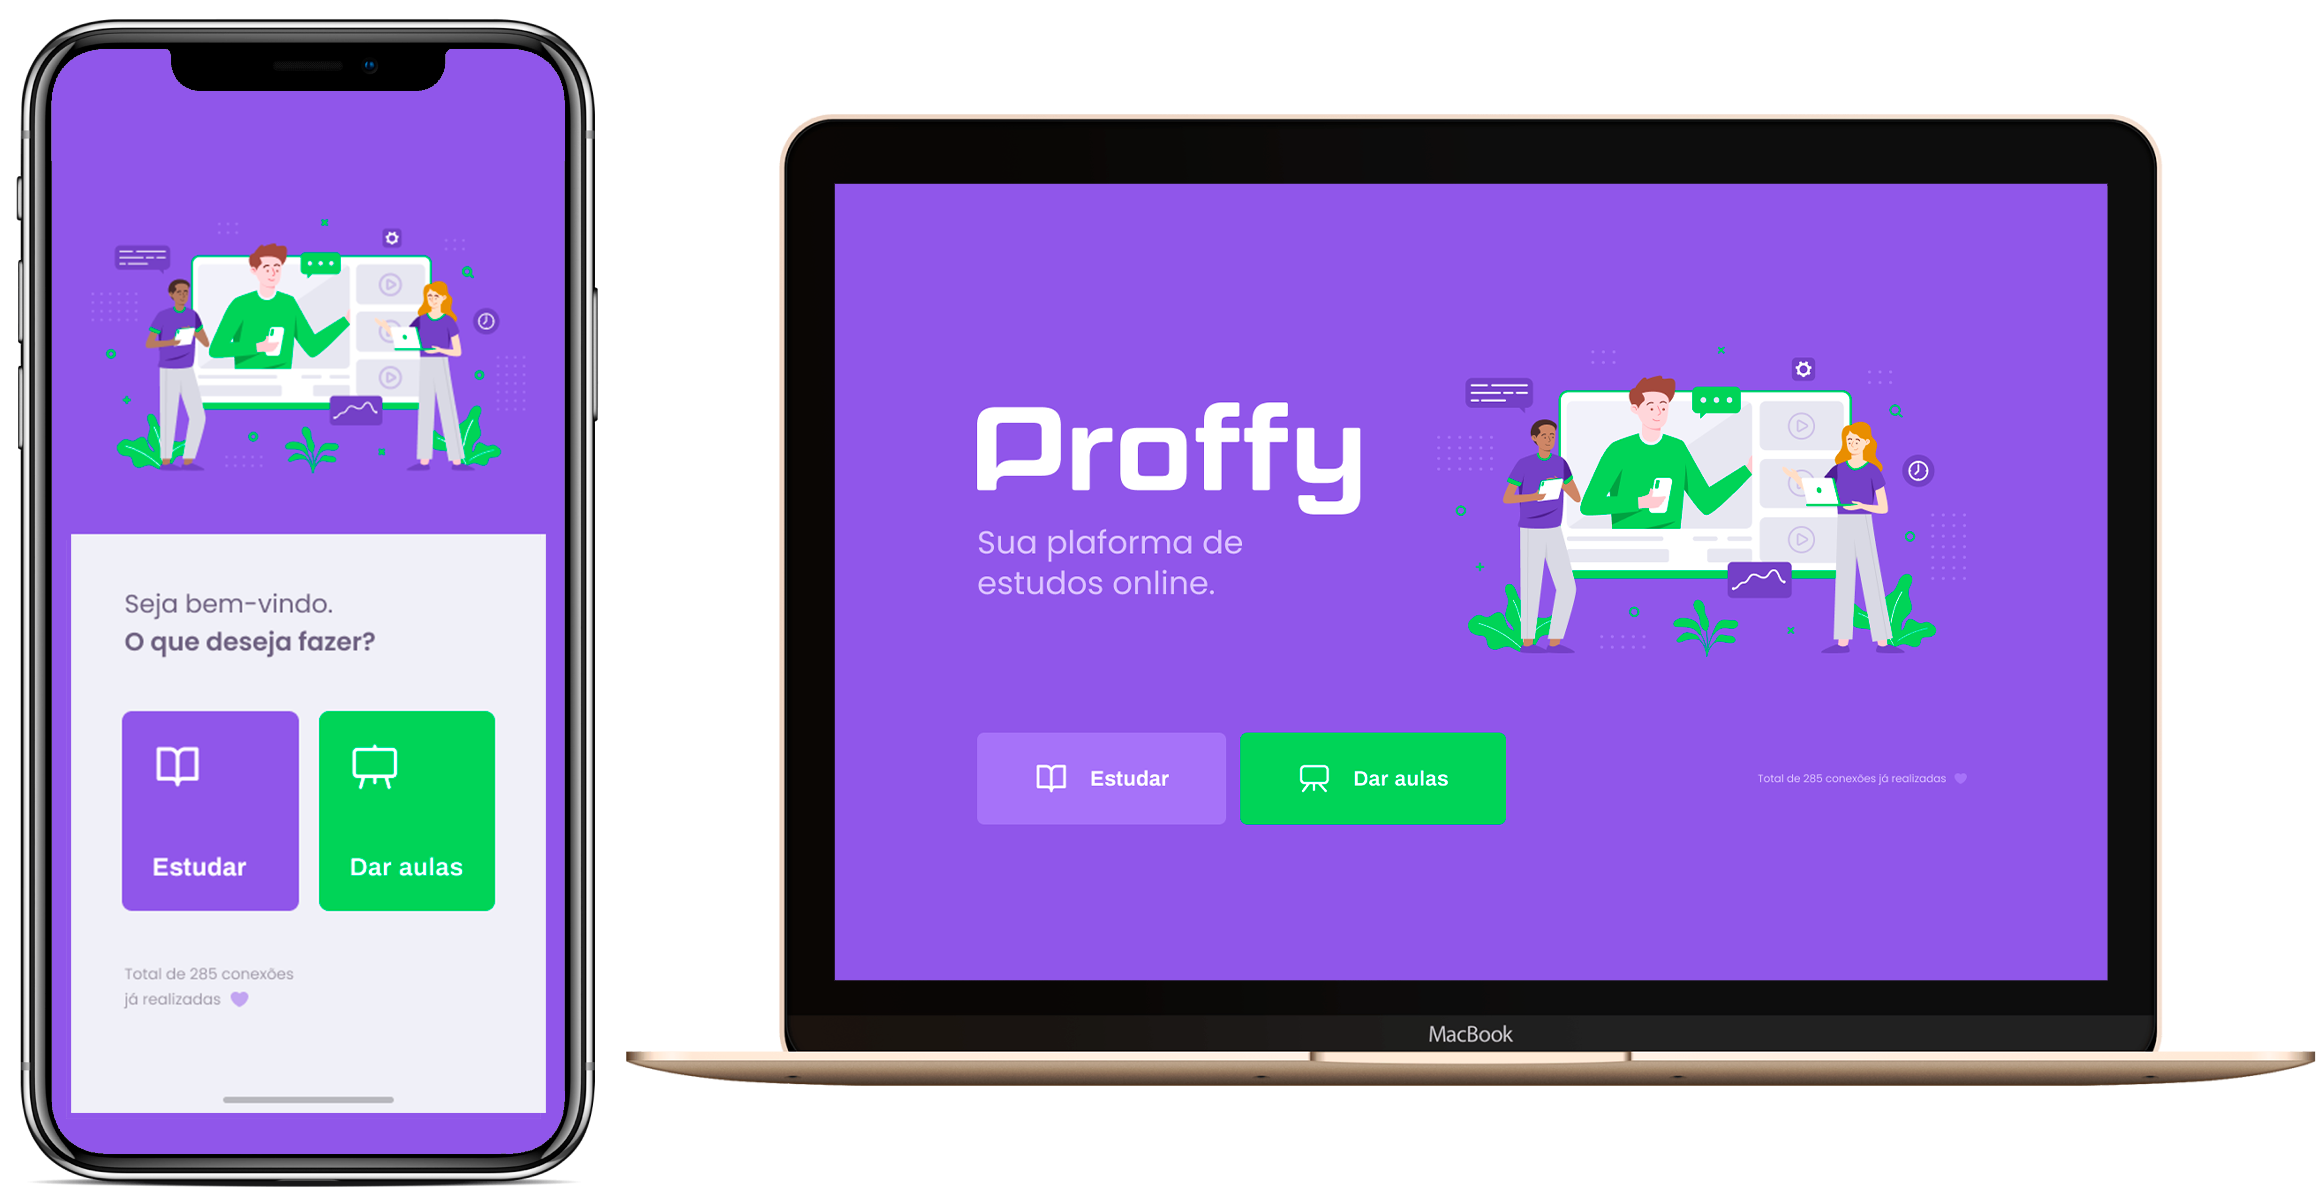 Seja bem-vindo.
O que deseja fazer?
Estudar
Dar aulas
Total de 285 conexões
já realizadas
Proffy
Sua plaforma de
estudos online.
Estudar
Dar aulas
Total de 285 conexões já realizadas
MacBook